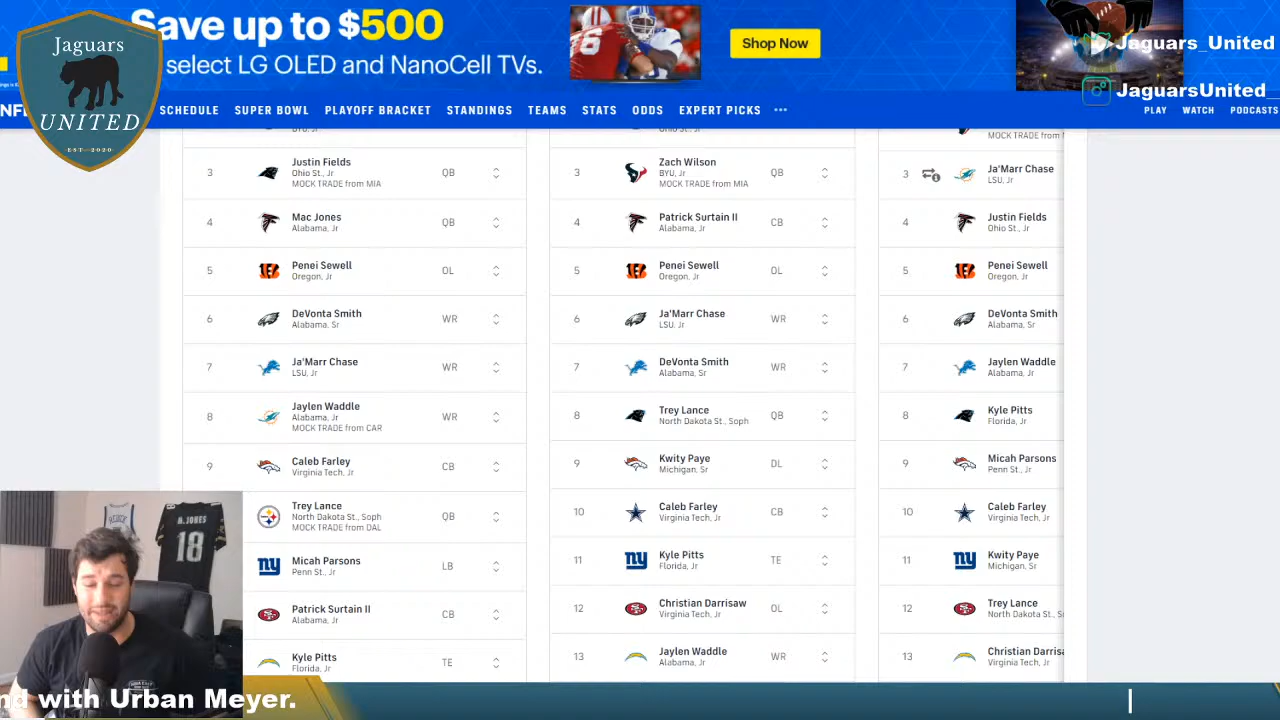 Save up to $500
select LG OLED and NanoCell TVs.
Shop Now
Jaguars
UNITED
EST - 2020
Jaguars_United
JaguarsUnited_
NF
SCHEDULE
SUPER BOWL
PLAYOFF BRACKET
STANDINGS
TEAMS
STATS
ODDS
EXPERT PICKS
PLAY
WATCH
PODCASTS
3
Justin Fields
Ohio St., Jr
MOCK TRADE from MIA
QB
4
Mac Jones
Alabama, Jr
QB
5
Penei Sewell
Oregon, Jr
OL
6
DeVonta Smith
Alabama, Sr
WR
7
Ja'Marr Chase
LSU, Jr
WR
8
Jaylen Waddle
Alabama, Jr
MOCK TRADE from CAR
WR
9
Caleb Farley
Virginia Tech, Jr
CB
Trey Lance
North Dakota St., Soph
MOCK TRADE from DAL
QB
Micah Parsons
Penn St., Jr
LB
Patrick Surtain II
Alabama, Jr
CB
Kyle Pitts
Florida, Jr
TE
3
Zach Wilson
BYU, Jr
MOCK TRADE from MIA
QB
4
Patrick Surtain II
Alabama, Jr
CB
5
Penei Sewell
Oregon, Jr
OL
6
Ja'Marr Chase
LSU, Jr
WR
7
DeVonta Smith
Alabama, Sr
WR
8
Trey Lance
North Dakota St., Soph
QB
9
Kwity Paye
Michigan, Sr
DL
10
Caleb Farley
Virginia Tech, Jr
CB
11
Kyle Pitts
Florida, Jr
TE
12
Christian Darrisaw
Virginia Tech, Jr
OL
13
Jaylen Waddle
Alabama, Jr
WR
MOCK TRADE from
3
Ja'Marr Chase
LSU, Jr
4
Justin Fields
Ohio St., Jr
5
Penei Sewell
Oregon, Jr
6
DeVonta Smith
Alabama, Sr
7
Jaylen Waddle
Alabama, Jr
8
Kyle Pitts
Florida, Jr
9
Micah Parsons
Penn St., Jr
10
Caleb Farley
Virginia Tech, Jr
11
Kwity Paye
Michigan, Sr
12
Trey Lance
North Dakota St., S
13
Christian Darrisa
Virginia Tech, Jr
M.JONES
18
nd with Urban Meyer.